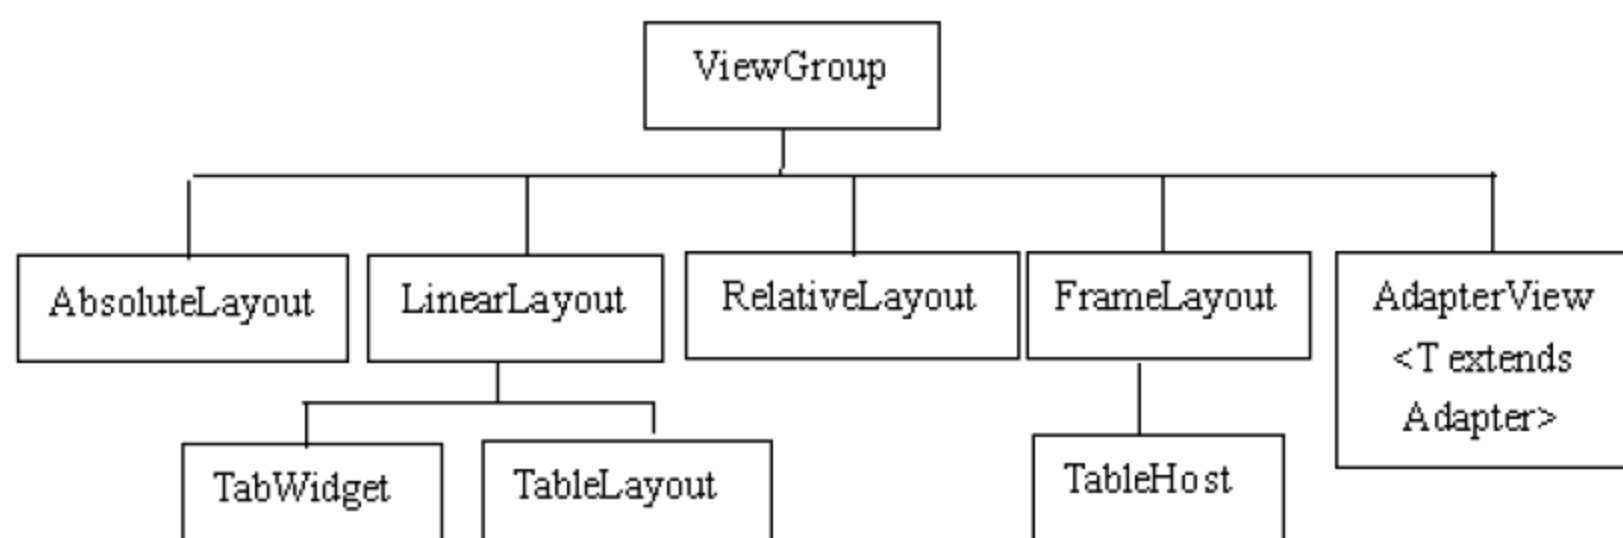 ViewGroup
AbsoluteLayout
LinearLayout
RelativeLayout
FrameLayout
AdapterView
<T extends
Adapter>
TabWidget
TableLayout
TableHost